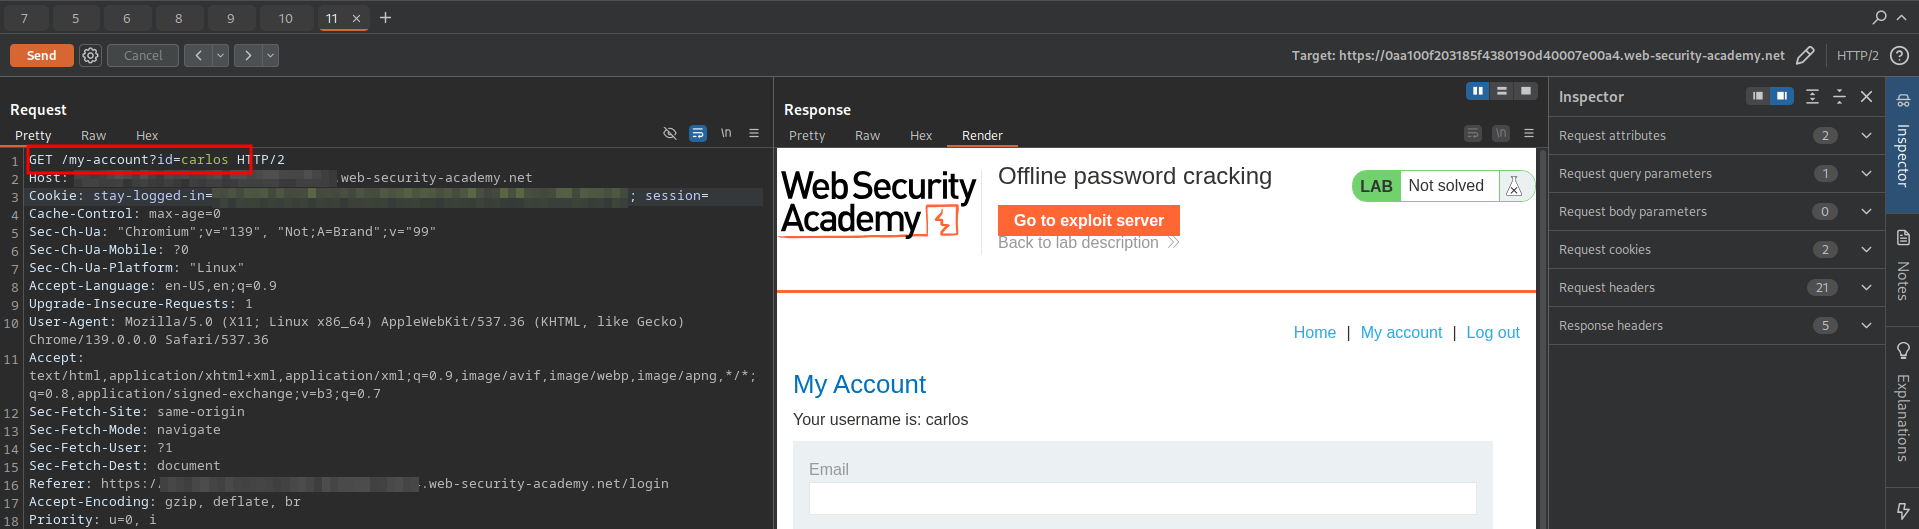 7 5 6 8 9 10 11 × +
Send Cancel < > Target: https://0aa100f203185f4380190d40007e00a4.web-security-academy.net HTTP/2 ?
Request
Pretty Raw Hex \n
1 GET /my-account?id=carlos HTTP/2
2 Host: .web-security-academy.net
3 Cookie: stay-logged-in= ; session=
4 Cache-Control: max-age=0
5 Sec-Ch-Ua: "Chromium";v="139", "Not;A=Brand";v="99"
6 Sec-Ch-Ua-Mobile: ?0
7 Sec-Ch-Ua-Platform: "Linux"
8 Accept-Language: en-US,en;q=0.9
9 Upgrade-Insecure-Requests: 1
10 User-Agent: Mozilla/5.0 (X11; Linux x86_64) AppleWebKit/537.36 (KHTML, like Gecko)
Chrome/139.0.0.0 Safari/537.36
11 Accept:
text/html,application/xhtml+xml,application/xml;q=0.9,image/avif,image/webp,image/apng,*/*;
q=0.8,application/signed-exchange;v=b3;q=0.7
12 Sec-Fetch-Site: same-origin
13 Sec-Fetch-Mode: navigate
14 Sec-Fetch-User: ?1
15 Sec-Fetch-Dest: document
16 Referer: https:/ .web-security-academy.net/login
17 Accept-Encoding: gzip, deflate, br
18 Priority: u=0, i
Response
Pretty Raw Hex Render \n
WebSecurity
Academy
Offline password cracking
Go to exploit server
Back to lab description
LAB Not solved
Home | My account | Log out
My Account
Your username is: carlos
Email
Inspector
Request attributes 2
Request query parameters 1
Request body parameters 0
Request cookies 2
Request headers 21
Response headers 5
Inspector
Notes
Explanations